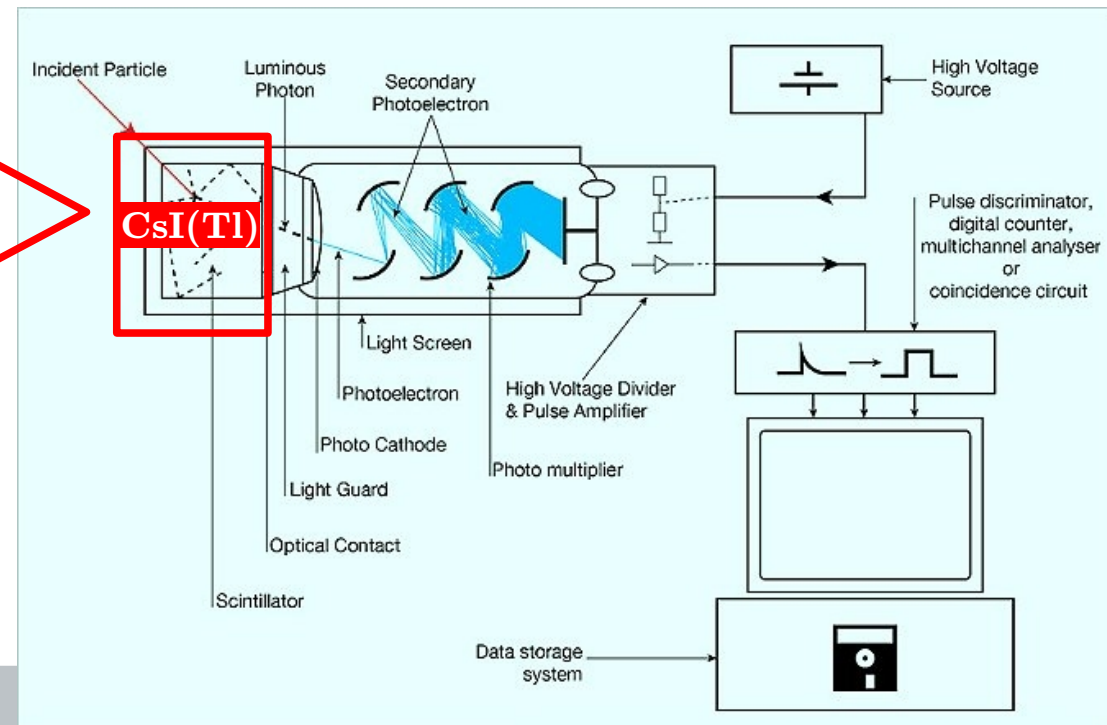 Incident Particle
Luminous
Photon
Secondary
Photoelectron
High Voltage
Source
CsI(Tl)
Pulse discriminator,
digital counter,
multichannel analyser
or
coincidence circuit
Light Screen
Photoelectron
High Voltage Divider
& Pulse Amplifier
Photo Cathode
Photo multiplier
Light Guard
Optical Contact
Scintillator
Data storage
system